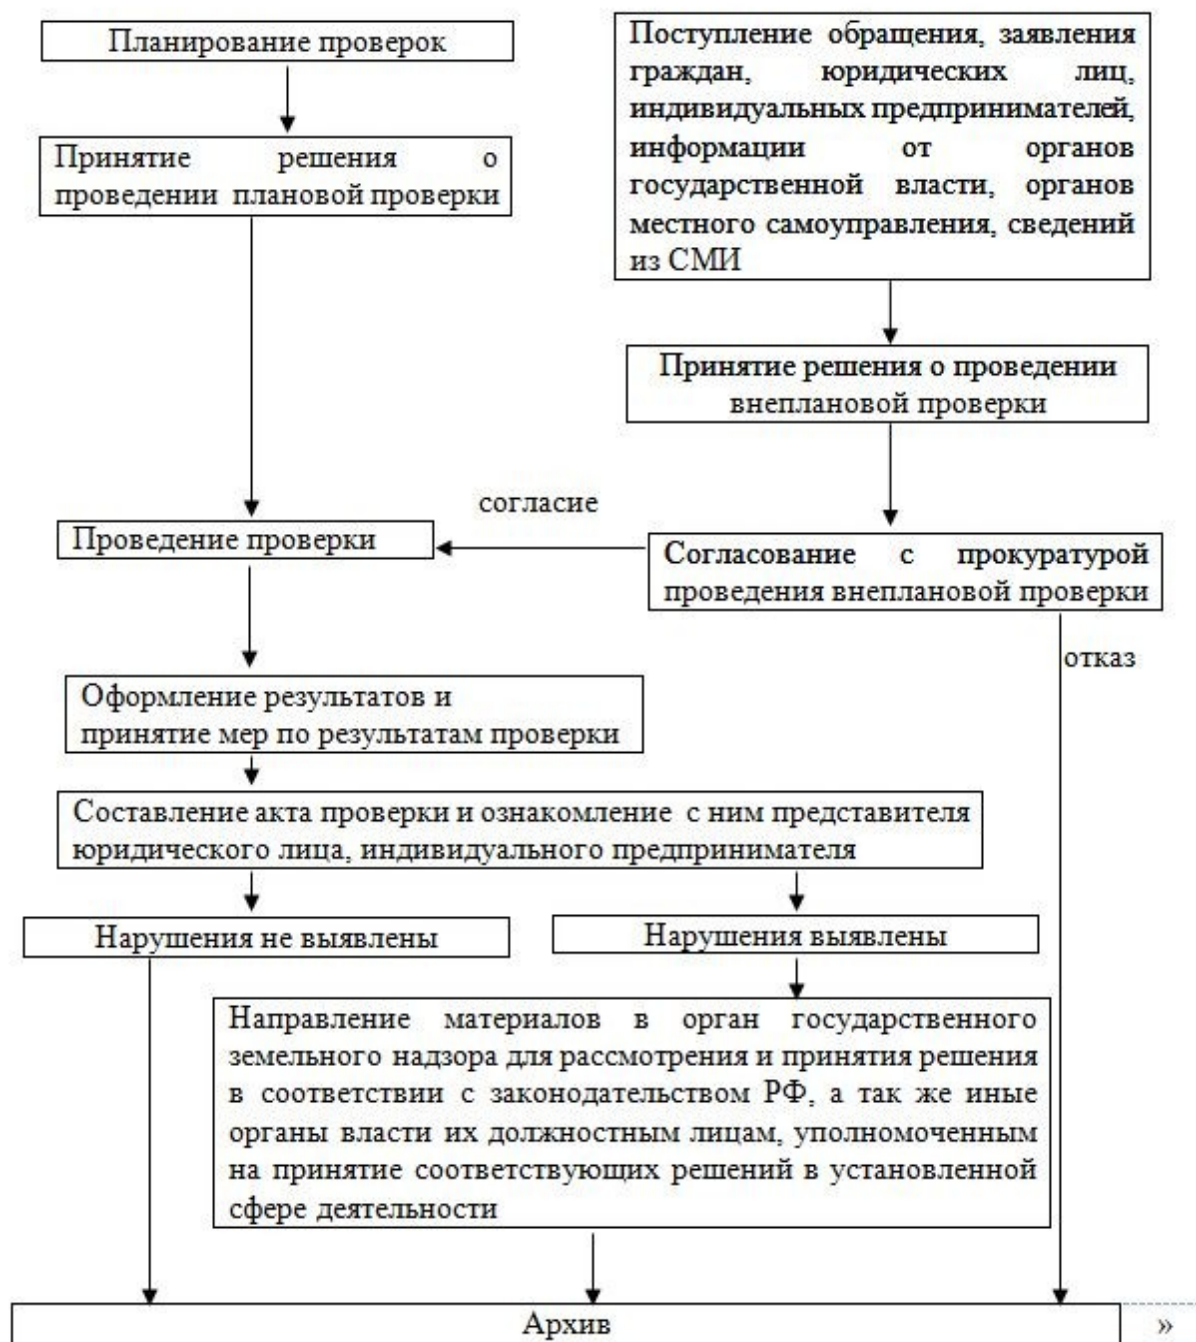 Планирование проверок
Принятие решения о
проведении плановой проверки
Поступление обращения, заявления
граждан, юридических лиц,
индивидуальных предпринимателей,
информации от органов
государственной власти, органов
местного самоуправления, сведений
из СМИ
Принятие решения о проведении
внеплановой проверки
согласие
Проведение проверки
Согласование с прокуратурой
проведения внеплановой проверки
отказ
Оформление результатов и
принятие мер по результатам проверки
Составление акта проверки и ознакомление с ним представителя
юридического лица, индивидуального предпринимателя
Нарушения не выявлены
Нарушения выявлены
Направление материалов в орган государственного
земельного надзора для рассмотрения и принятия решения
в соответствии с законодательством РФ, а так же иные
органы власти их должностным лицам, уполномоченным
на принятие соответствующих решений в установленной
сфере деятельности
Архив
»